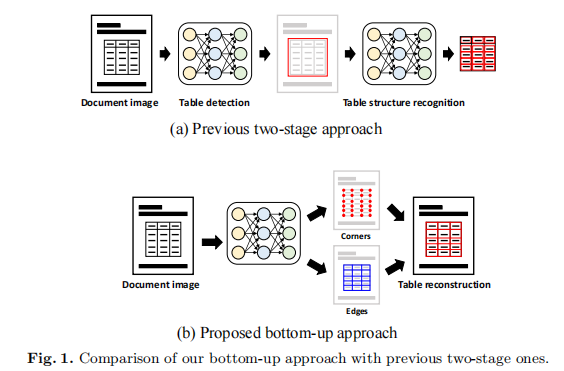 Document image
Table detection
Table structure recognition
(a) Previous two-stage approach
Corners
Document image
Table reconstruction
Edges
(b) Proposed bottom-up approach
Fig. 1. Comparison of our bottom-up approach with previous two-stage ones.